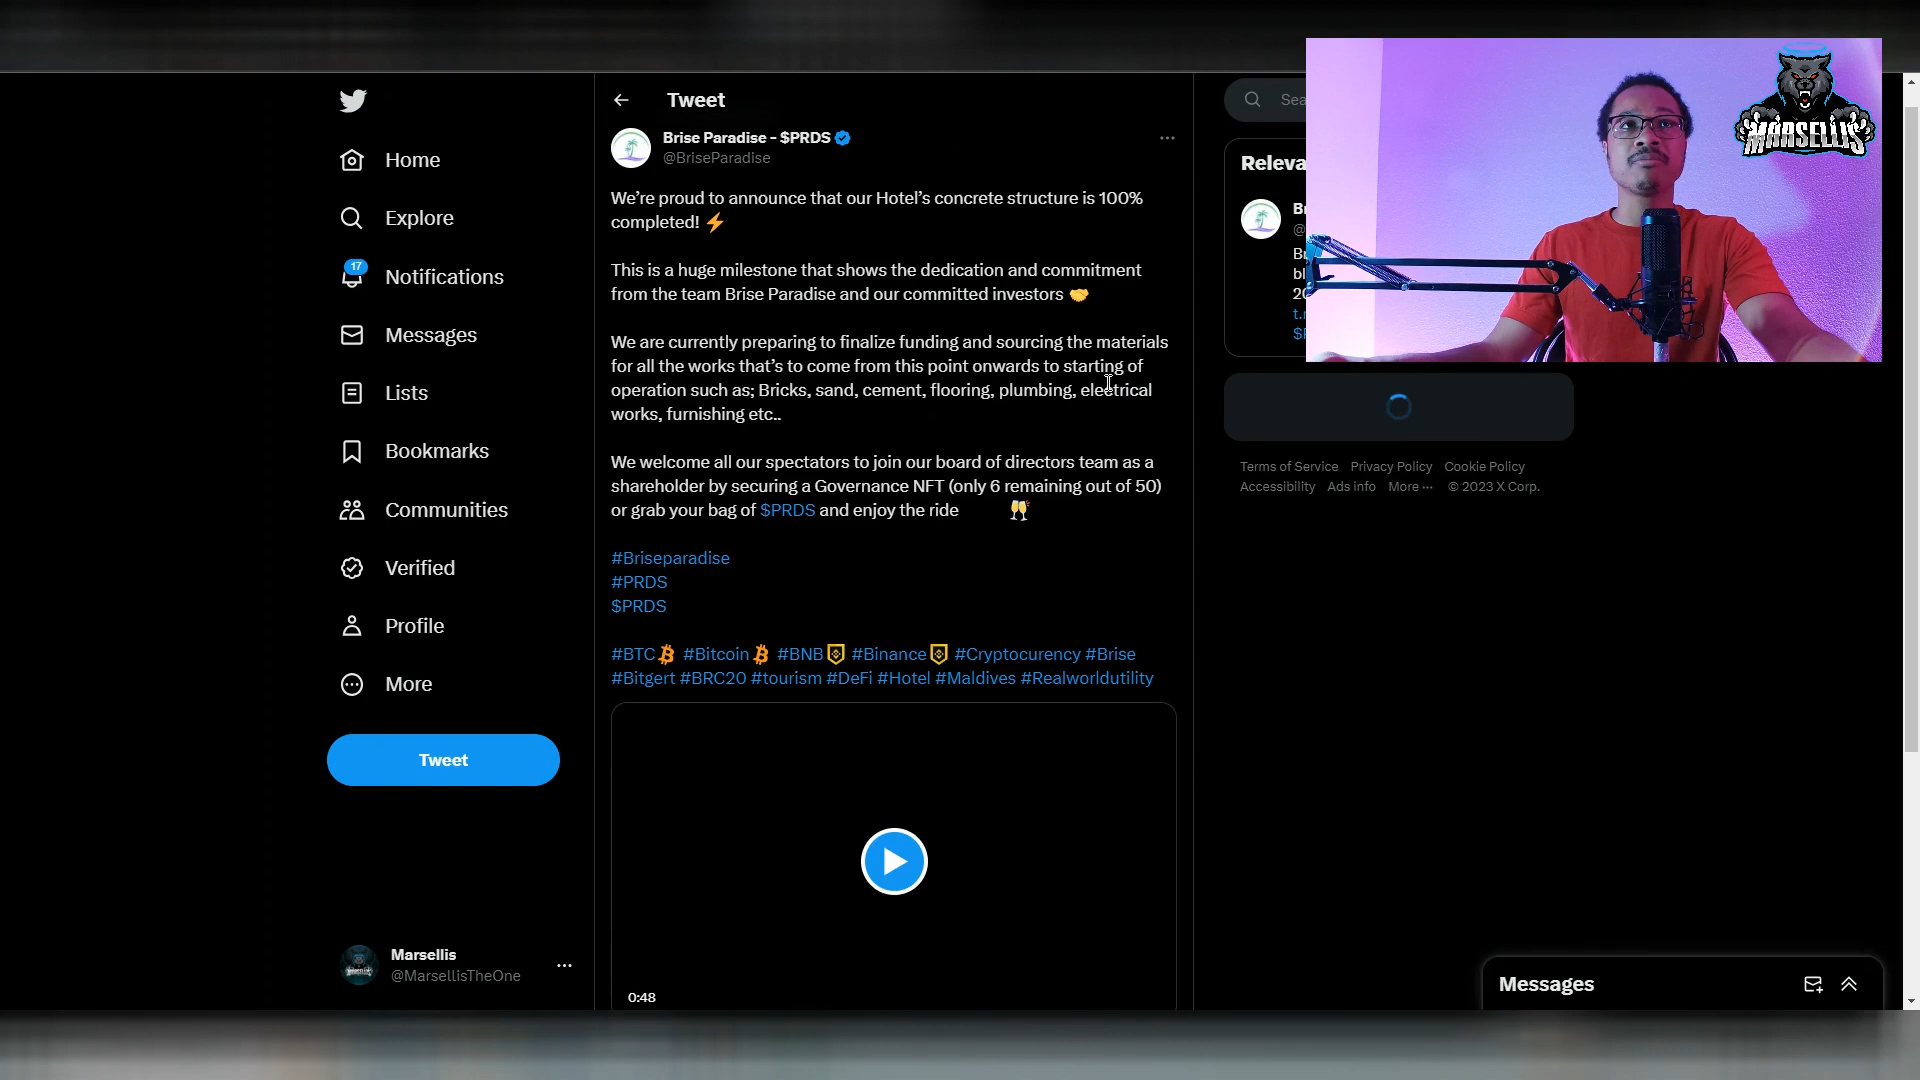 Home
Explore
17
Notifications
Messages
Lists
Bookmarks
Communities
Verified
Profile
More
Tweet
Marsellis
@MarsellisTheOne
Tweet
Brise Paradise - $PRDS
@BriseParadise
We’re proud to announce that our Hotel’s concrete structure is 100%
completed!
This is a huge milestone that shows the dedication and commitment
from the team Brise Paradise and our committed investors
We are currently preparing to finalize funding and sourcing the materials
for all the works that’s to come from this point onwards to starting of
operation such as; Bricks, sand, cement, flooring, plumbing, electrical
works, furnishing etc..
We welcome all our spectators to join our board of directors team as a
shareholder by securing a Governance NFT (only 6 remaining out of 50)
or grab your bag of $PRDS and enjoy the ride
#Briseparadise
#PRDS
$PRDS
#BTC #Bitcoin #BNB #Binance #Cryptocurency #Brise
#Bitgert #BRC20 #tourism #DeFi #Hotel #Maldives #Realworldutility
0:48
Sea
Releva
@
20
MARSELLIS
Terms of Service Privacy Policy Cookie Policy
Accessibility Ads info More ··· © 2023 X Corp.
Messages